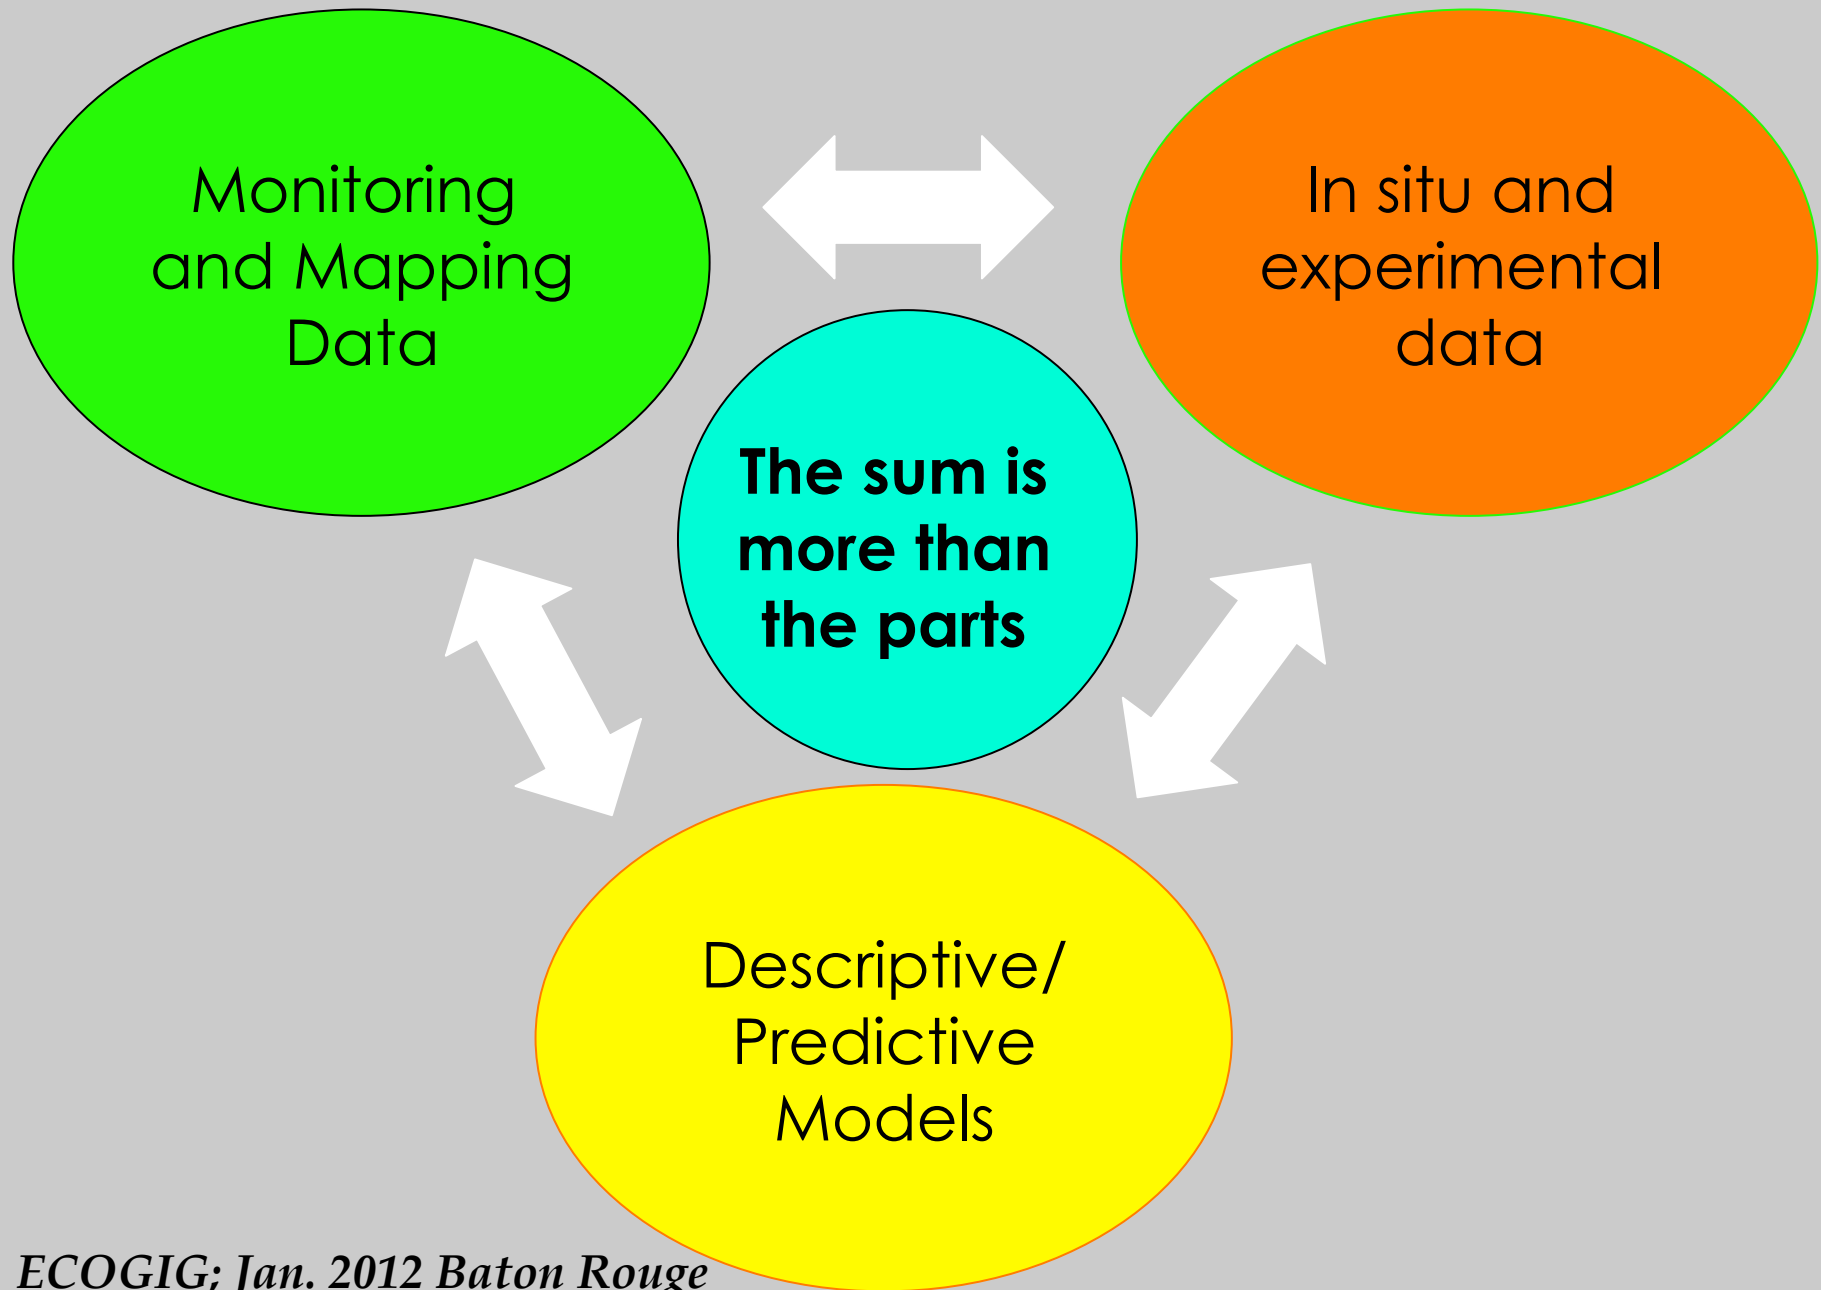 Monitoring
and Mapping
Data
In situ and
experimental
data
The sum is
more than
the parts
Descriptive/
Predictive
Models
ECOGIG; Jan. 2012 Baton Rouge